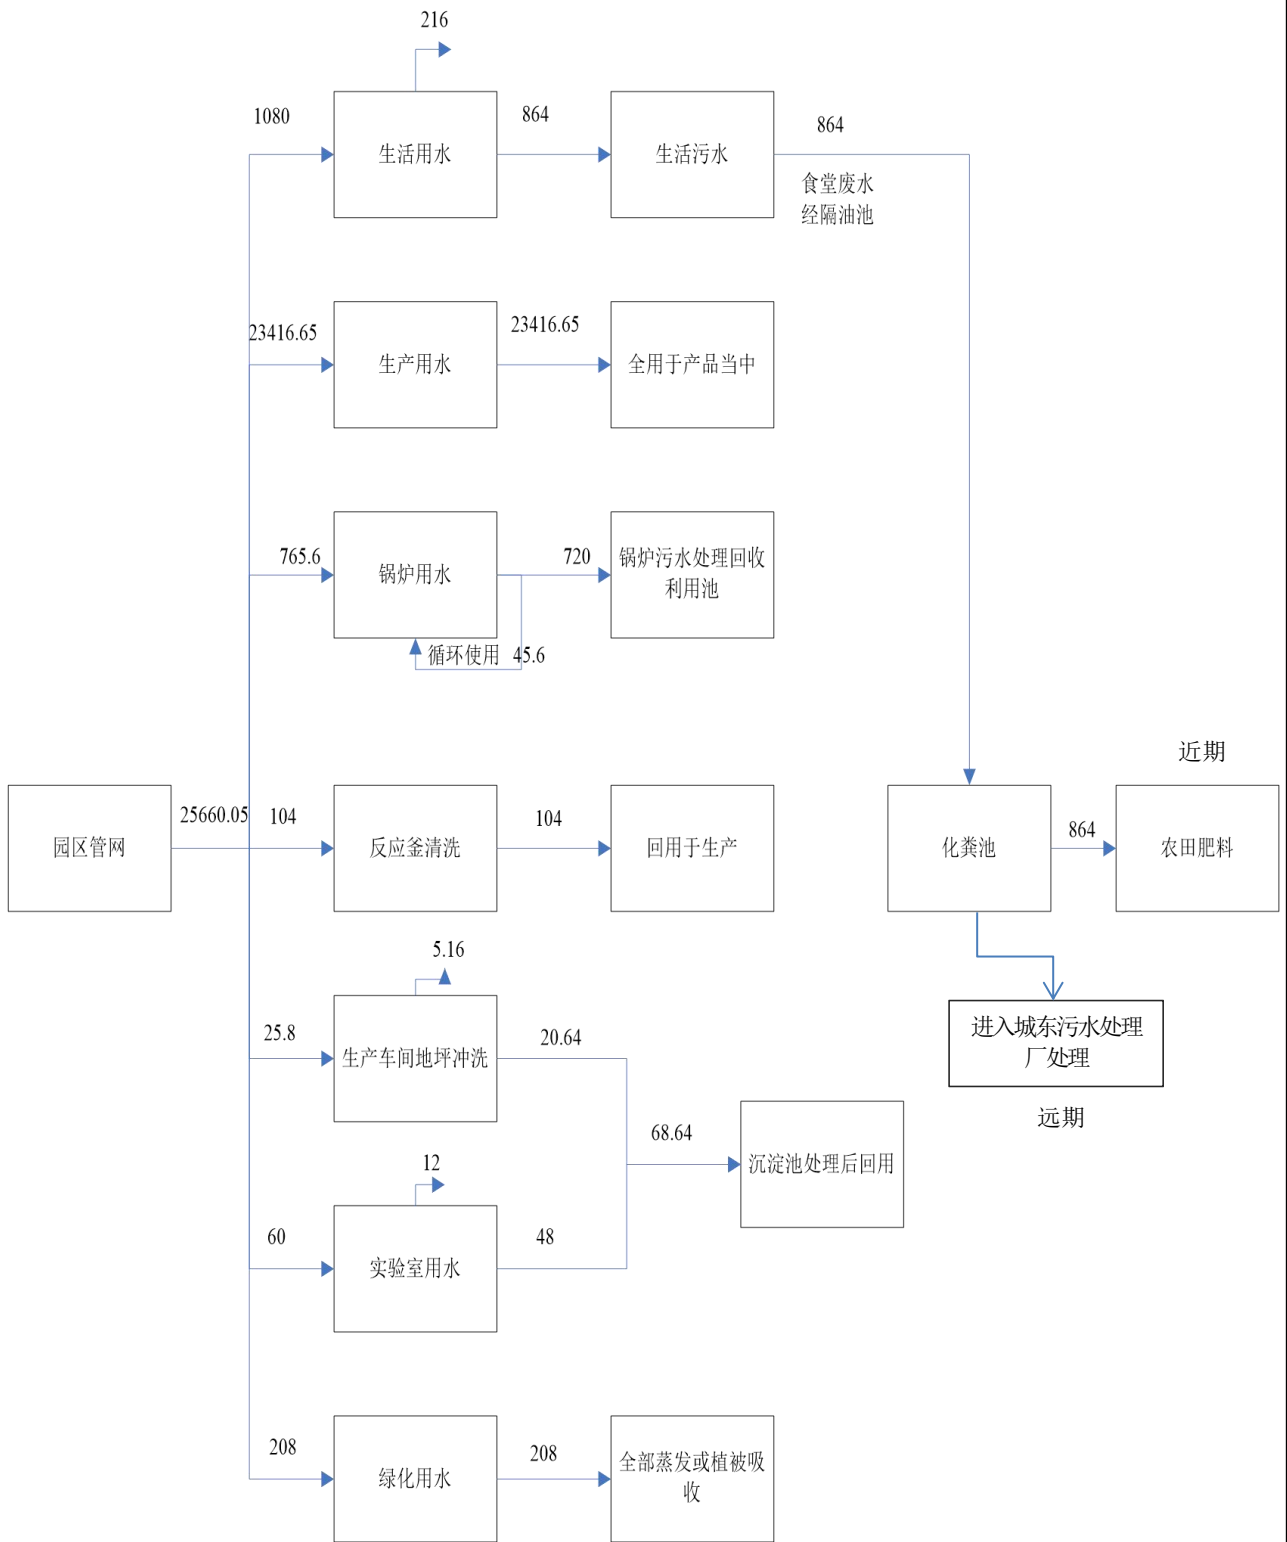 216
1080
生活用水
864
生活污水
864
食堂废水
经隔油池
23416.65
生产用水
23416.65
全用于产品当中
765.6
锅炉用水
720
锅炉污水处理回收
利用池
循环使用 45.6
近期
园区管网
25660.05
104
反应釜清洗
104
回用于生产
化粪池
864
农田肥料
5.16
25.8
生产车间地坪冲洗
20.64
进入城东污水处理
厂处理
远期
68.64
沉淀池处理后回用
12
60
实验室用水
48
208
绿化用水
208
全部蒸发或植被吸
收